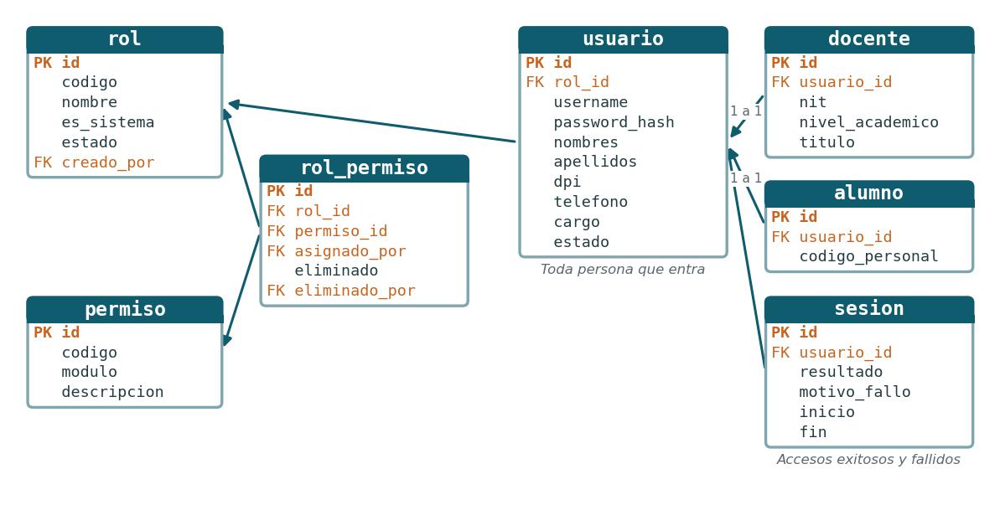 rol
PK id
codigo
nombre
es_sistema
estado
FK creado_por
rol_permiso
PK id
FK rol_id
FK permiso_id
FK asignado_por
eliminado
FK eliminado_por
permiso
PK id
codigo
modulo
descripcion
usuario
PK id
FK rol_id
username
password_hash
nombres
apellidos
dpi
telefono
cargo
estado
Toda persona que entra
1 a 1
1 a 1
docente
PK id
FK usuario_id
nit
nivel_academico
titulo
alumno
PK id
FK usuario_id
codigo_personal
sesion
PK id
FK usuario_id
resultado
motivo_fallo
inicio
fin
Accesos exitosos y fallidos